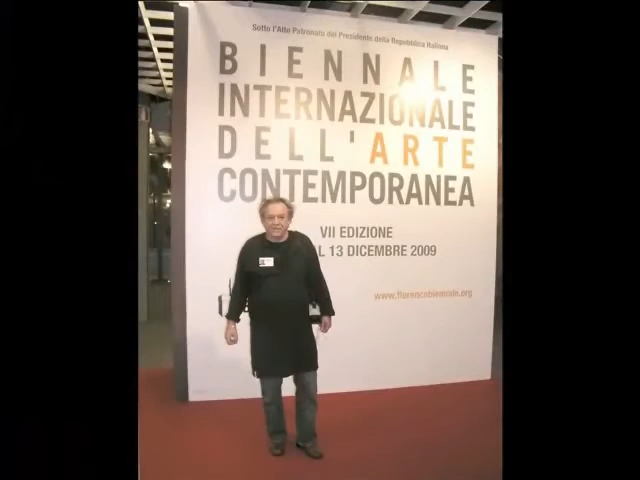 Sotto l'Alto Patronato del Presidente della Repubblica Italiana
BIENNALE
INTERNAZIONALE
DELL'ARTE
CONTEMPORANEA
VII EDIZIONE
L 13 DICEMBRE 2009
www.florencebiennale.org